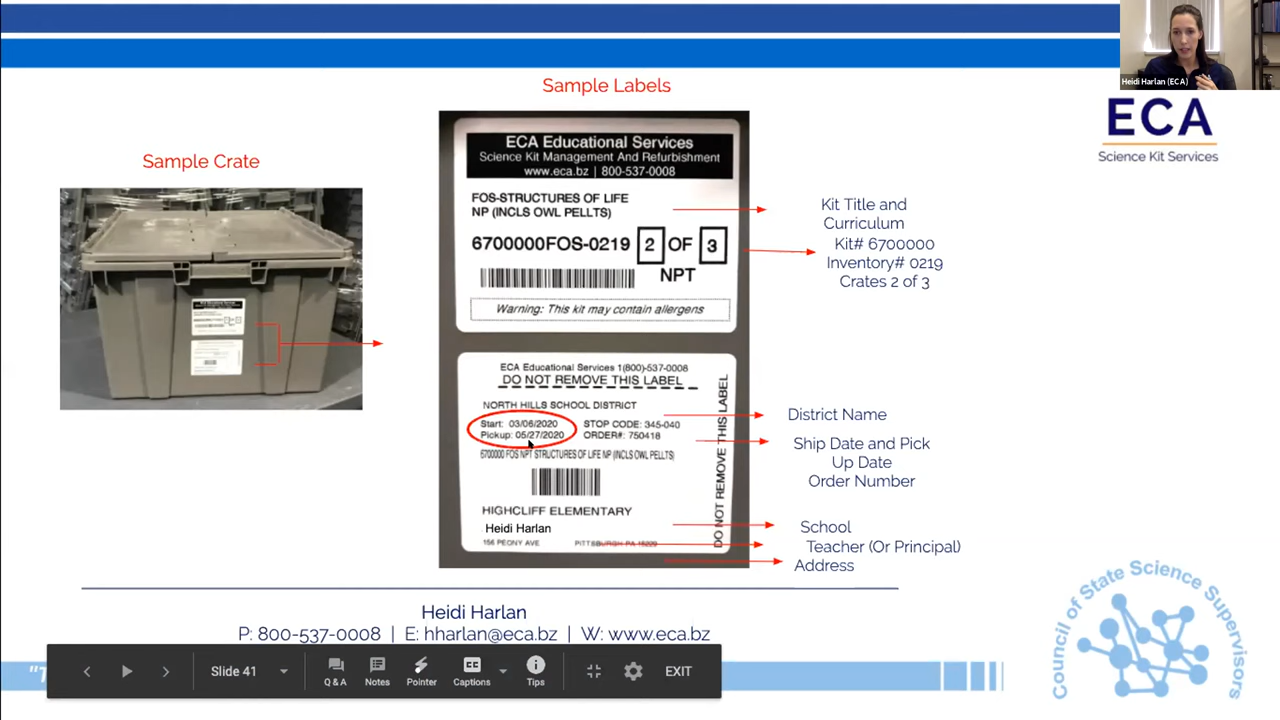 Heidi Harlan (ECA)
ECA
Science Kit Services
Sample Labels
Sample Crate
ECA Educational Services
Science Kit Management And Refurbishment
www.eca.bz | 800-537-0008
FOS-STRUCTURES OF LIFE
NP (INCLS OWL PELLTS)
6700000FOS-0219 2 OF 3
NPT
Warning: This kit may contain allergens
ECA Educational Services 1(800)-537-0008
DO NOT REMOVE THIS LABEL
NORTH HILLS SCHOOL DISTRICT
Start: 03/06/2020 STOP CODE: 345-040
Pickup: 05/27/2020 ORDER#: 750418
6700000 FOS NPT STRUCTURES OF LIFE NP (INCLS OWL PELLTS)
HIGHCLIFF ELEMENTARY
Heidi Harlan
156 PEONY AVE PITTSBURGH PA 15229
DO NOT REMOVE THIS LABEL
Kit Title and
Curriculum
Kit# 6700000
Inventory# 0219
Crates 2 of 3
District Name
Ship Date and Pick
Up Date
Order Number
School
Teacher (Or Principal)
Address
Heidi Harlan
P: 800-537-0008 | E: hharlan@eca.bz | W: www.eca.bz
Slide 41
Q & A
Notes
Pointer
CC
Captions
Tips
EXIT
Council of State Science Supervisors